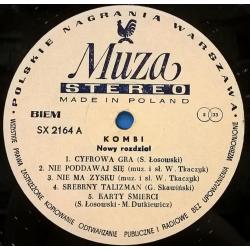 POLSKIE NAGRANIA WARSZAWA
Muza
STEREO
MADE IN POLAND
BIEM
SX 2164 A
S 33
KOMBI
Nowy rozdział
1. CYFROWA GRA (S. Łosowski)
2. NIE PODDAWAJ SIĘ (muz. i sł. W. Tkaczyk)
3. NIE MA ZYSKU (muz. i sł. W. Tkaczyk)
4. SREBRNY TALIZMAN (G. Skawiński)
5. KARTY ŚMIERCI
(S. Łosowski - M. Dutkiewicz)
WSZELKIE PRAWA ZASTRZEŻONE KOPIOWANIE ODTWARZANIE PUBLICZNE I RADIOWE BEZ UPOWAŻNIENIA WZBRONIONE